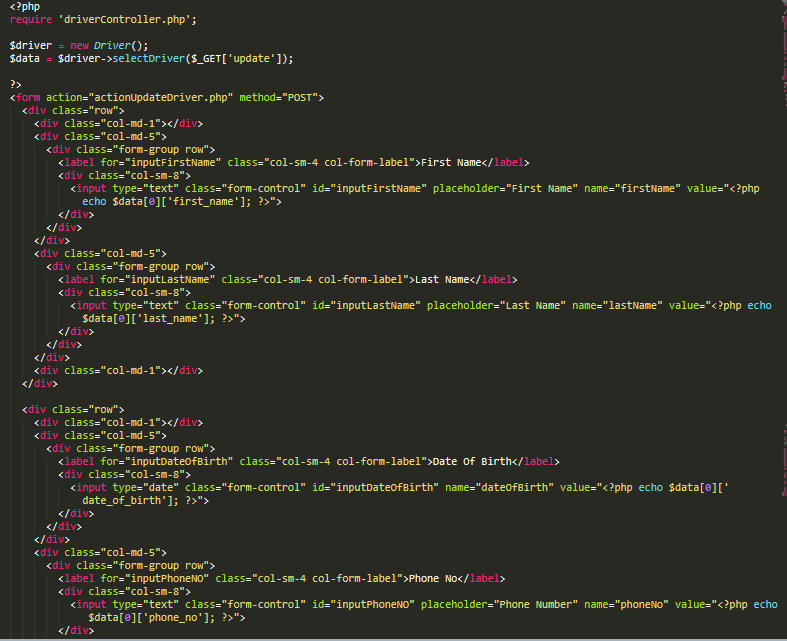 <?php
require 'driverController.php';
$driver = new Driver();
$data = $driver->selectDriver($_GET['update']);
?>
<form action="actionUpdateDriver.php" method="POST">
<div class="row">
<div class="col-md-1"></div>
<div class="col-md-5">
<div class="form-group row">
<label for="inputFirstName" class="col-sm-4 col-form-label">First Name</label>
<div class="col-sm-8">
<input type="text" class="form-control" id="inputFirstName" placeholder="First Name" name="firstName" value="<?php
echo $data[0]['first_name']; ?>">
</div>
</div>
</div>
<div class="col-md-5">
<div class="form-group row">
<label for="inputLastName" class="col-sm-4 col-form-label">Last Name</label>
<div class="col-sm-8">
<input type="text" class="form-control" id="inputLastName" placeholder="Last Name" name="lastName" value="<?php echo
$data[0]['last_name']; ?>">
</div>
</div>
</div>
<div class="col-md-1"></div>
</div>
<div class="row">
<div class="col-md-1"></div>
<div class="col-md-5">
<div class="form-group row">
<label for="inputDateOfBirth" class="col-sm-4 col-form-label">Date Of Birth</label>
<div class="col-sm-8">
<input type="date" class="form-control" id="inputDateOfBirth" name="dateOfBirth" value="<?php echo $data[0]['
date_of_birth']; ?>">
</div>
</div>
</div>
<div class="col-md-5">
<div class="form-group row">
<label for="inputPhoneNO" class="col-sm-4 col-form-label">Phone No</label>
<div class="col-sm-8">
<input type="text" class="form-control" id="inputPhoneNO" placeholder="Phone Number" name="phoneNo" value="<?php echo
$data[0]['phone_no']; ?>">
</div>